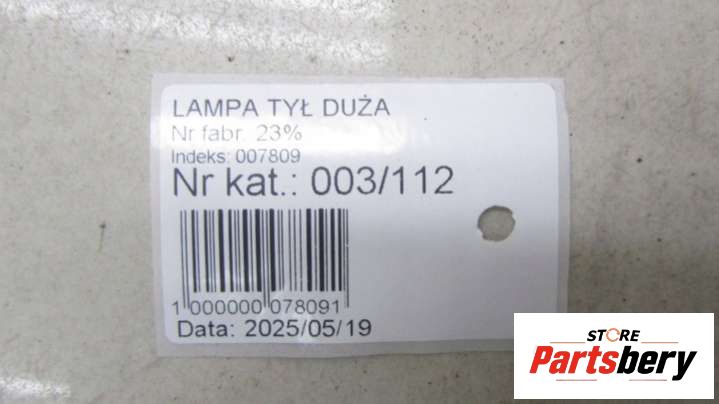 LAMPA TYŁ DUŻA
Nr fabr. 23%
Indeks: 007809
Nr kat.: 003/112
1 000000 078091
Data: 2025/05/19
STORE
Partsbery